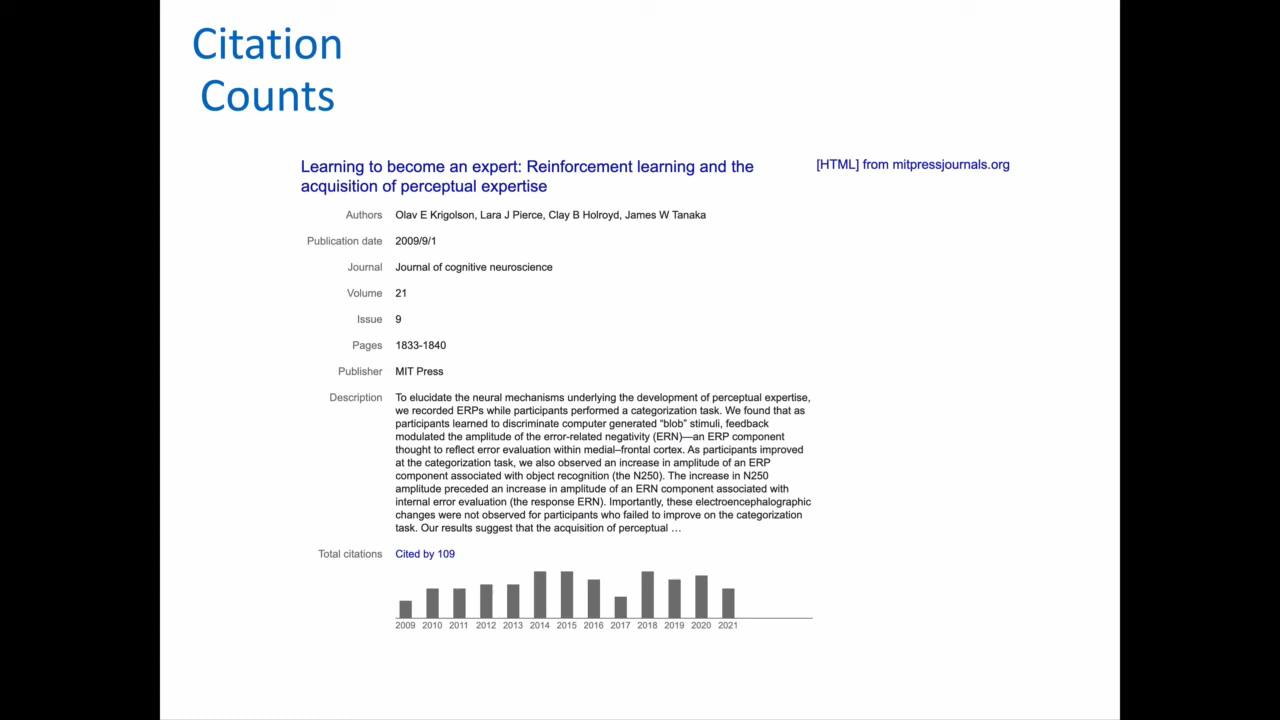 Citation
Counts
Learning to become an expert: Reinforcement learning and the
acquisition of perceptual expertise
[HTML] from mitpressjournals.org
Authors Olav E Krigolson, Lara J Pierce, Clay B Holroyd, James W Tanaka
Publication date 2009/9/1
Journal Journal of cognitive neuroscience
Volume 21
Issue 9
Pages 1833-1840
Publisher MIT Press
Description To elucidate the neural mechanisms underlying the development of perceptual expertise,
we recorded ERPs while participants performed a categorization task. We found that as
participants learned to discriminate computer generated “blob” stimuli, feedback
modulated the amplitude of the error-related negativity (ERN)—an ERP component
thought to reflect error evaluation within medial–frontal cortex. As participants improved
at the categorization task, we also observed an increase in amplitude of an ERP
component associated with object recognition (the N250). The increase in N250
amplitude preceded an increase in amplitude of an ERN component associated with
internal error evaluation (the response ERN). Importantly, these electroencephalographic
changes were not observed for participants who failed to improve on the categorization
task. Our results suggest that the acquisition of perceptual …
Total citations Cited by 109
2009 2010 2011 2012 2013 2014 2015 2016 2017 2018 2019 2020 2021